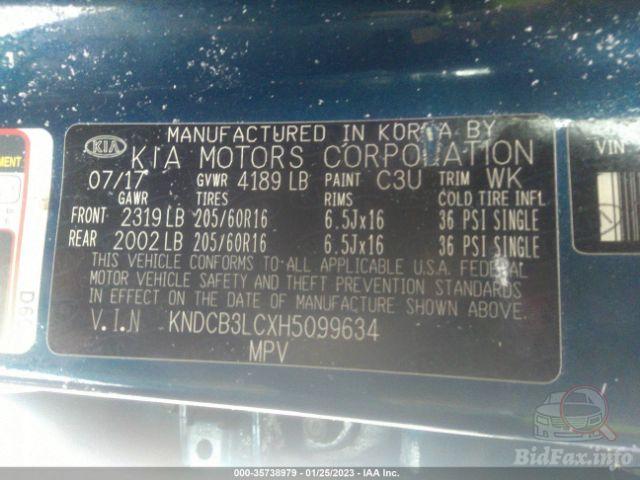 MANUFACTURED IN KOREA BY
KIA KIA MOTORS CORPORATION
07/17 GVWR 4189 LB PAINT C3U TRIM WK
GAWR TIRES RIMS COLD TIRE INFL.
FRONT 2319 LB 205/60R16 6.5Jx16 36 PSI SINGLE
REAR 2002 LB 205/60R16 6.5Jx16 36 PSI SINGLE
THIS VEHICLE CONFORMS TO ALL APPLICABLE U.S.A. FEDERAL
MOTOR VEHICLE SAFETY AND THEFT PREVENTION STANDARDS
IN EFFECT ON THE DATE OF MANUFACTURE SHOWN ABOVE.
V.I.N KNDCB3LCXH5099634
MPV
VIN
BidFax.info
000-35738979 - 01/25/2023 - IAA Inc.